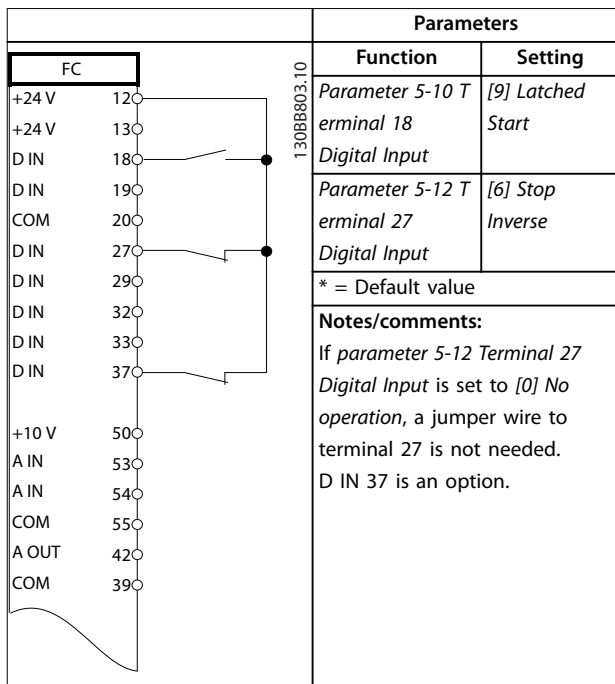 FC
+24 V 12
+24 V 13
D IN 18
D IN 19
COM 20
D IN 27
D IN 29
D IN 32
D IN 33
D IN 37
+10 V 50
A IN 53
A IN 54
COM 55
A OUT 42
COM 39
130BB803.10
Parameters
Function Setting
Parameter 5-10 T [9] Latched
erminal 18 Start
Digital Input
Parameter 5-12 T [6] Stop
erminal 27 Inverse
Digital Input
* = Default value
Notes/comments:
If parameter 5-12 Terminal 27
Digital Input is set to [0] No
operation, a jumper wire to
terminal 27 is not needed.
D IN 37 is an option.